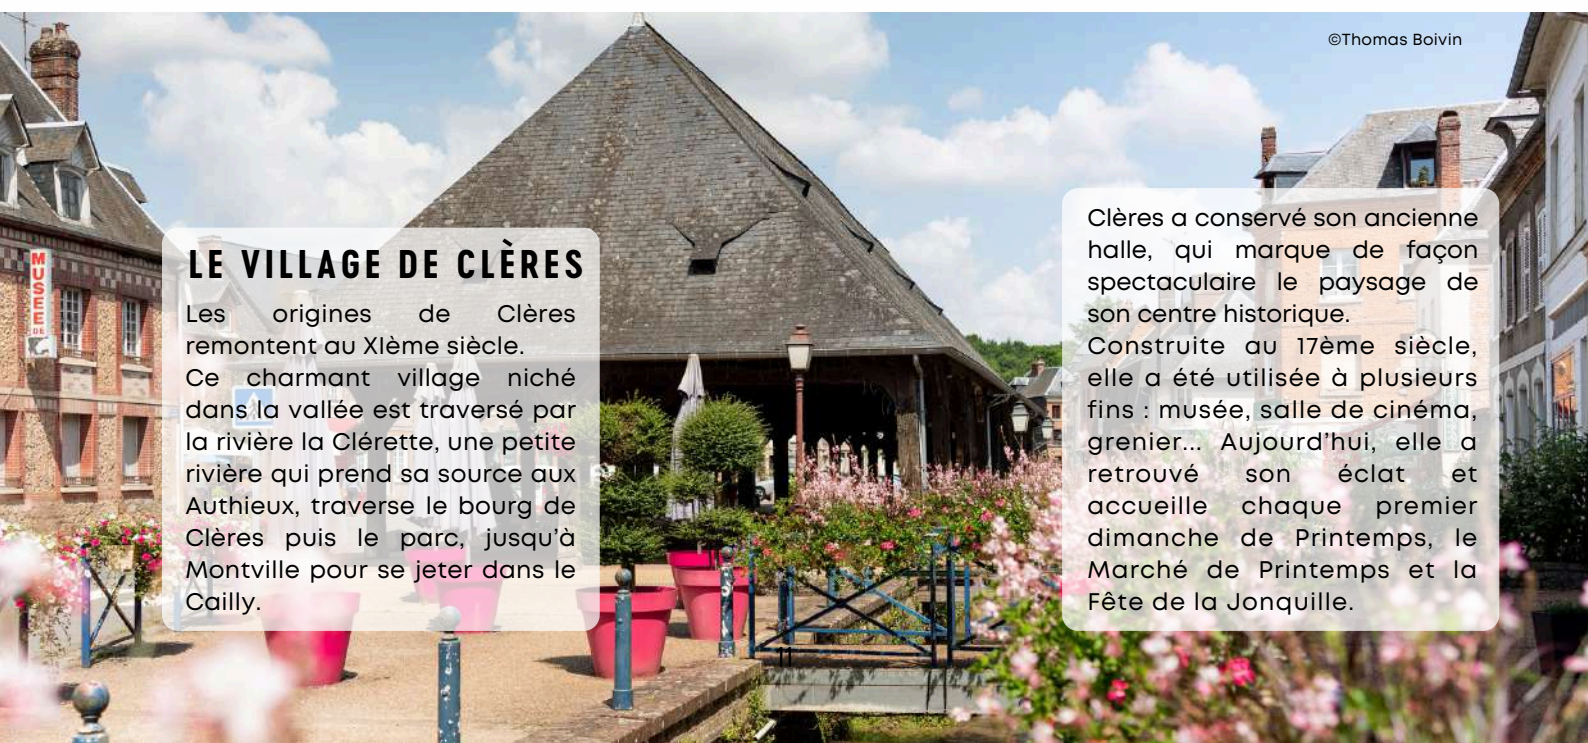 ©Thomas Boivin
MUSÉE
DE
LE VILLAGE DE CLÈRES
Les origines de Clères
remontent au XIème siècle.
Ce charmant village niché
dans la vallée est traversé par
la rivière la Clérette, une petite
rivière qui prend sa source aux
Authieux, traverse le bourg de
Clères puis le parc, jusqu'à
Montville pour se jeter dans le
Cailly.
Clères a conservé son ancienne
halle, qui marque de façon
spectaculaire le paysage de
son centre historique.
Construite au 17ème siècle,
elle a été utilisée à plusieurs
fins : musée, salle de cinéma,
grenier... Aujourd'hui, elle a
retrouvé son éclat et
accueille chaque premier
dimanche de Printemps, le
Marché de Printemps et la
Fête de la Jonquille.